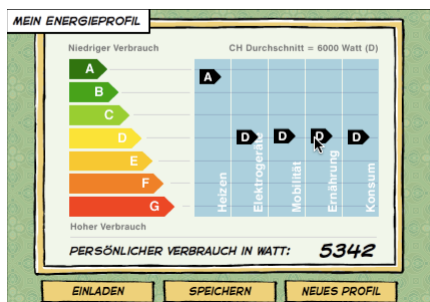 MEIN ENERGIEPROFIL
Niedriger Verbrauch
CH Durchschnitt = 6000 Watt (D)
A
B
C
D
E
F
G
A
D
D
D
D
Heizen
Elektrogeräte
Mobilität
Ernährung
Konsum
Hoher Verbrauch
PERSÖNLICHER VERBRAUCH IN WATT: 5342
EINLADEN
SPEICHERN
NEUES PROFIL